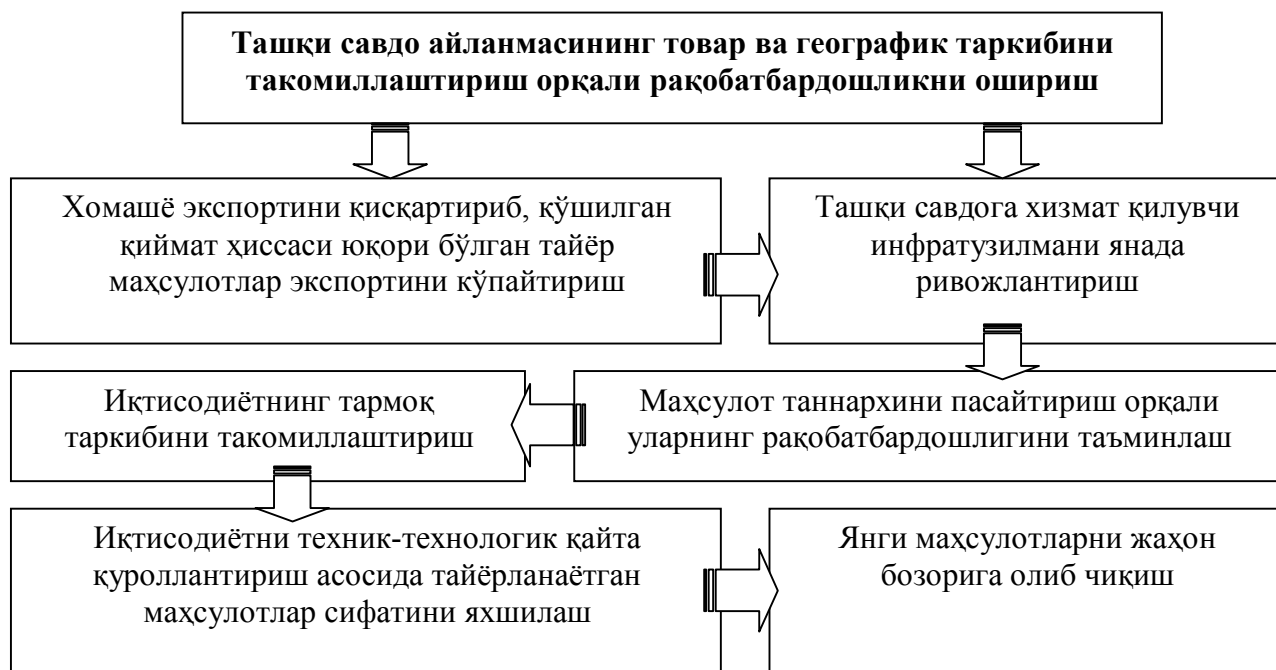 Ташқи савдо айланмасининг товар ва географик таркибини
такомиллаштириш орқали рақобатбардошликни ошириш
Хомашё экспортини қисқартириб, қўшилган
қиймат ҳиссаси юқори бўлган тайёр
маҳсулотлар экспортини кўпайтириш
Ташқи савдога хизмат қилувчи
инфратузилмани янада
ривожлантириш
Иқтисодиётнинг тармоқ
таркибини такомиллаштириш
Маҳсулот таннархини пасайтириш орқали
уларнинг рақобатбардошлигини таъминлаш
Иқтисодиётни техник-технологик қайта
қуроллантириш асосида тайёрланаётган
маҳсулотлар сифатини яхшилаш
Янги маҳсулотларни жаҳон
бозорига олиб чиқиш